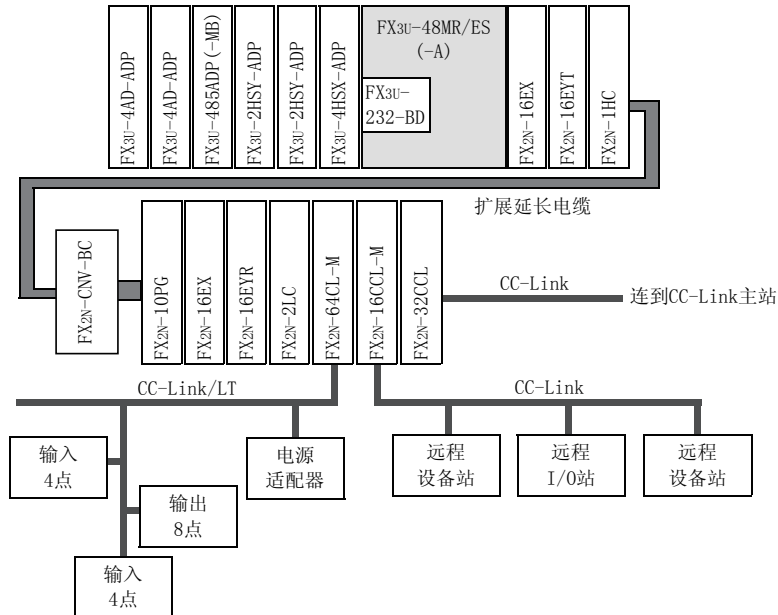 FX3U-4AD-ADP
FX3U-4AD-ADP
FX3U-485ADP(-MB)
FX3U-2HSY-ADP
FX3U-2HSY-ADP
FX3U-4HSX-ADP
FX3U-48MR/ES
(-A)
FX3U-
232-BD
FX2N-16EX
FX2N-16EYT
FX2N-1HC
扩展延长电缆
FX2N-CNV-BC
FX2N-10PG
FX2N-16EX
FX2N-16EYR
FX2N-2LC
FX2N-64CL-M
FX2N-16CCL-M
FX2N-32CCL
CC-Link
连到CC-Link主站
CC-Link/LT
CC-Link
输入
4点
输出
8点
输入
4点
电源
适配器
远程
设备站
远程
I/O站
远程
设备站